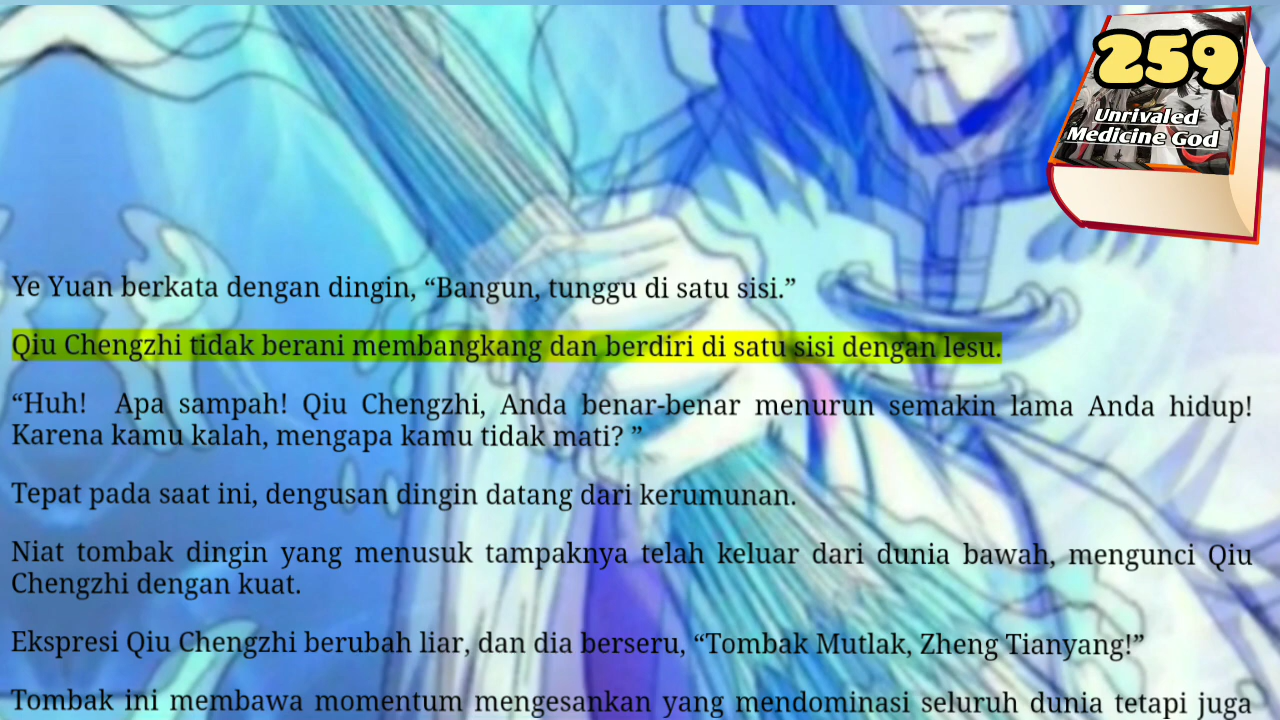 259
Unrivaled
Medicine God
Ye Yuan berkata dengan dingin, “Bangun, tunggu di satu sisi.”
Qiu Chengzhi tidak berani membangkang dan berdiri di satu sisi dengan lesu.
“Huh! Apa sampah! Qiu Chengzhi, Anda benar-benar menurun semakin lama Anda hidup!
Karena kamu kalah, mengapa kamu tidak mati? ”
Tepat pada saat ini, dengusan dingin datang dari kerumunan.
Niat tombak dingin yang menusuk tampaknya telah keluar dari dunia bawah, mengunci Qiu
Chengzhi dengan kuat.
Ekspresi Qiu Chengzhi berubah liar, dan dia berseru, “Tombak Mutlak, Zheng Tianyang!”
Tombak ini membawa momentum mengesankan yang mendominasi seluruh dunia tetapi juga